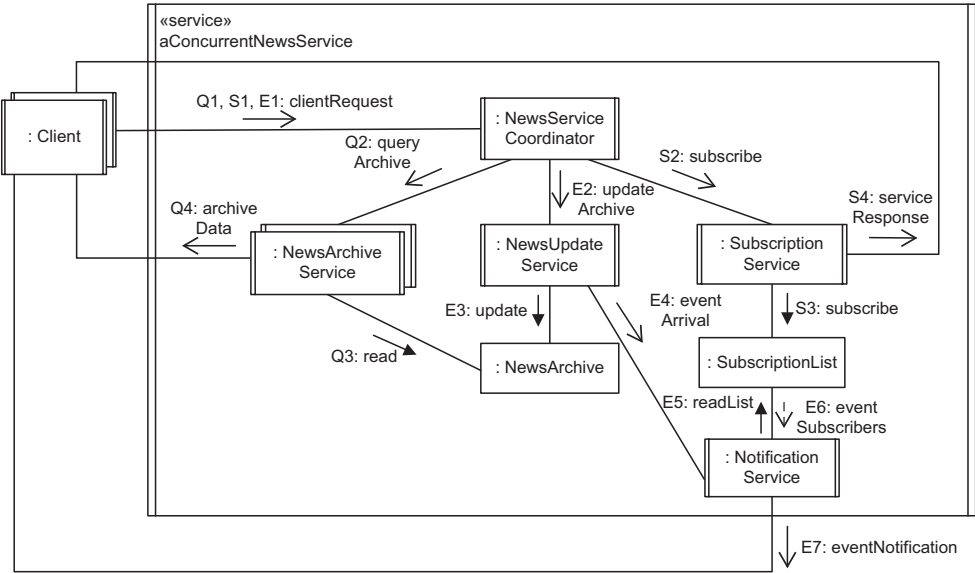 «service»
aConcurrentNewsService
Q1, S1, E1: clientRequest
: Client
: NewsService
Coordinator
Q2: query
Archive
S2: subscribe
E2: update
Archive
S4: service
Response
Q4: archive
Data
: NewsArchive
Service
: NewsUpdate
Service
: Subscription
Service
E3: update
E4: event
Arrival
S3: subscribe
Q3: read
: NewsArchive
: SubscriptionList
E5: readList
E6: event
Subscribers
: Notification
Service
E7: eventNotification